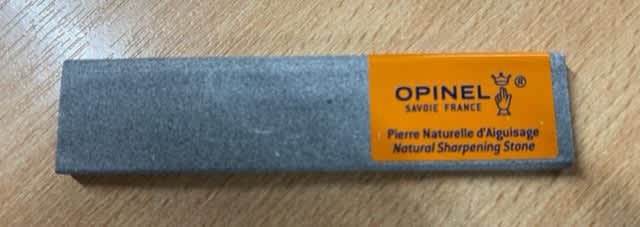 OPINEL®
SAVOIE FRANCE
Pierre Naturelle d'Aiguisage
Natural Sharpening Stone